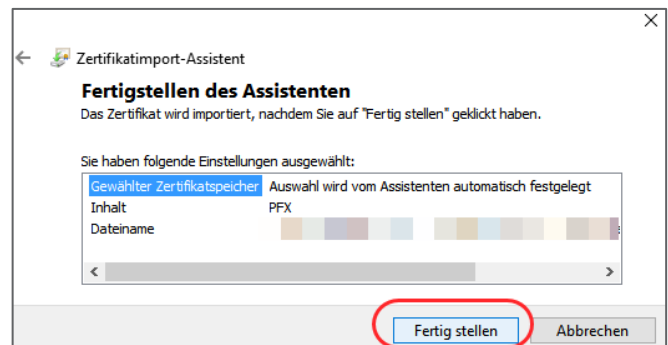 Zertifikatimport-Assistent
Fertigstellen des Assistenten
Das Zertifikat wird importiert, nachdem Sie auf "Fertig stellen" geklickt haben.
Sie haben folgende Einstellungen ausgewählt:
Gewählter Zertifikatspeicher Auswahl wird vom Assistenten automatisch festgelegt
Inhalt PFX
Dateiname
Fertig stellen Abbrechen